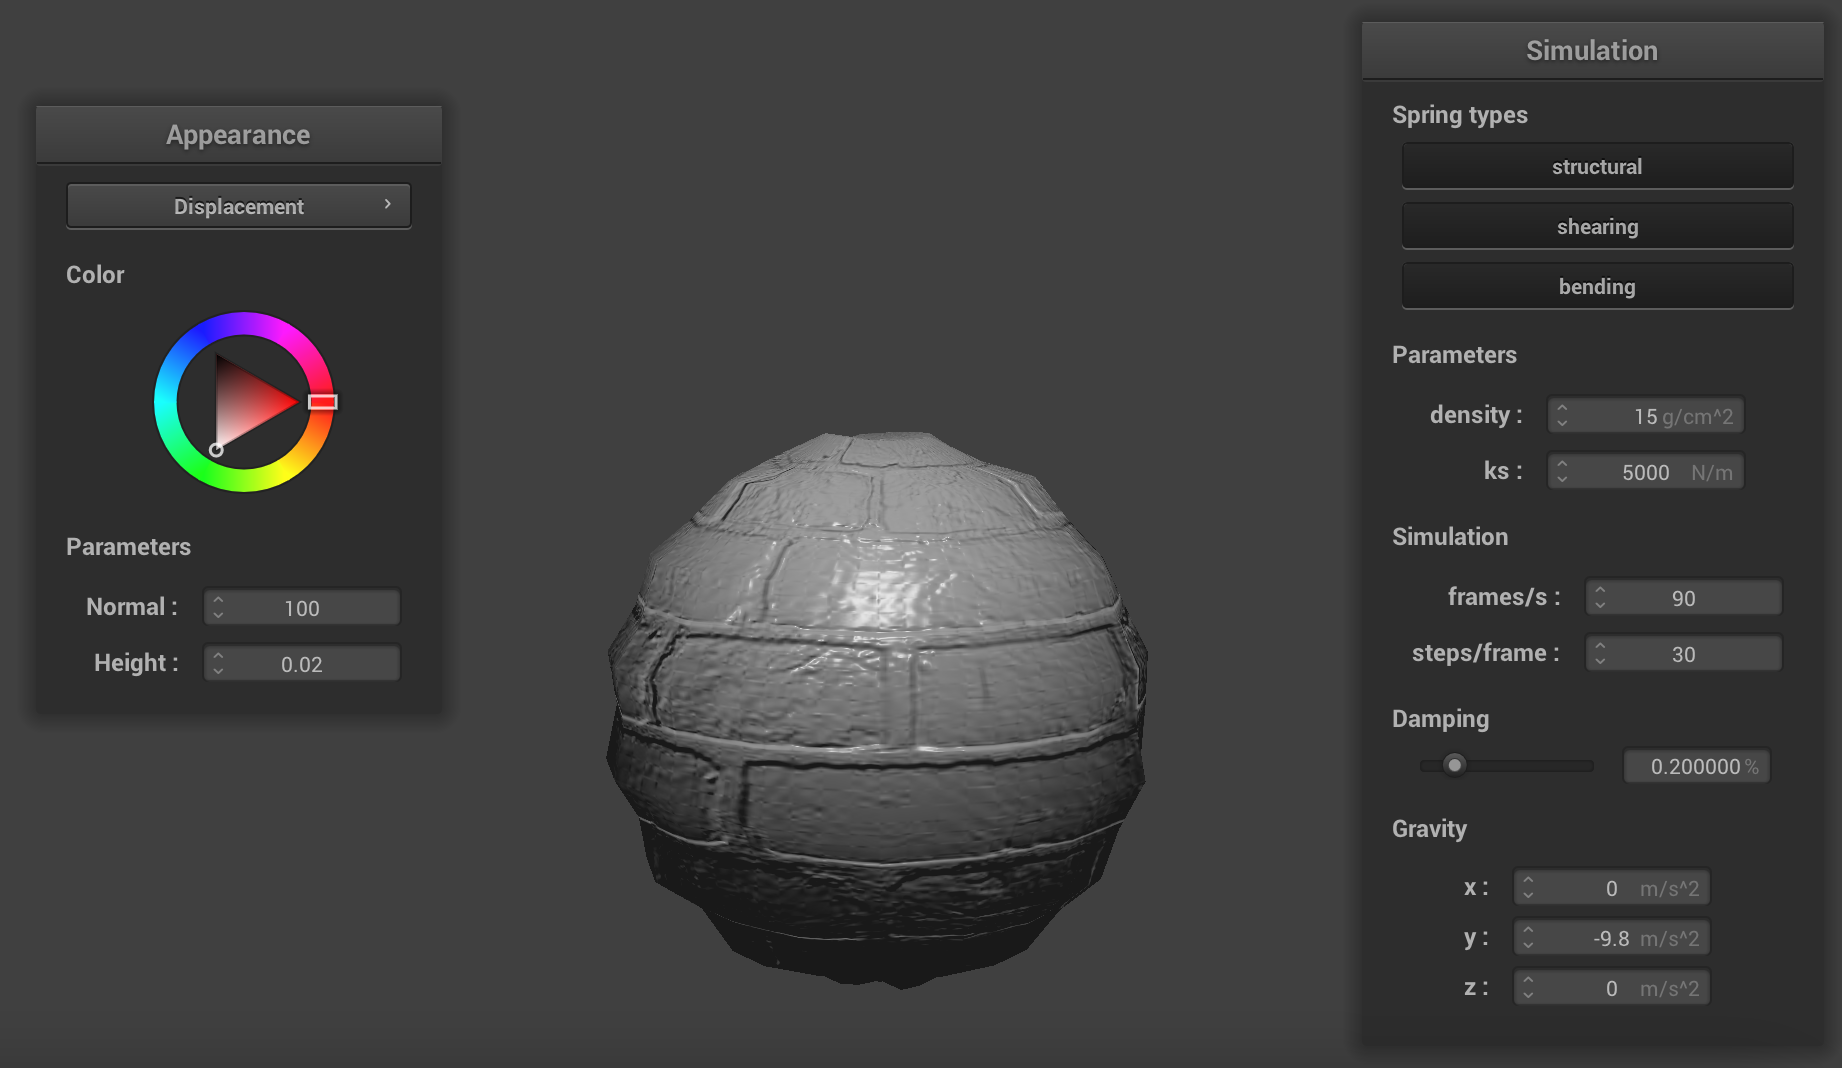 Appearance
Displacement
Color
Parameters
Normal : 100
Height : 0.02
Simulation
Spring types
structural
shearing
bending
Parameters
density : 15 g/cm^2
ks : 5000 N/m
Simulation
frames/s : 90
steps/frame : 30
Damping
0.200000 %
Gravity
x : 0 m/s^2
y : -9.8 m/s^2
z : 0 m/s^2